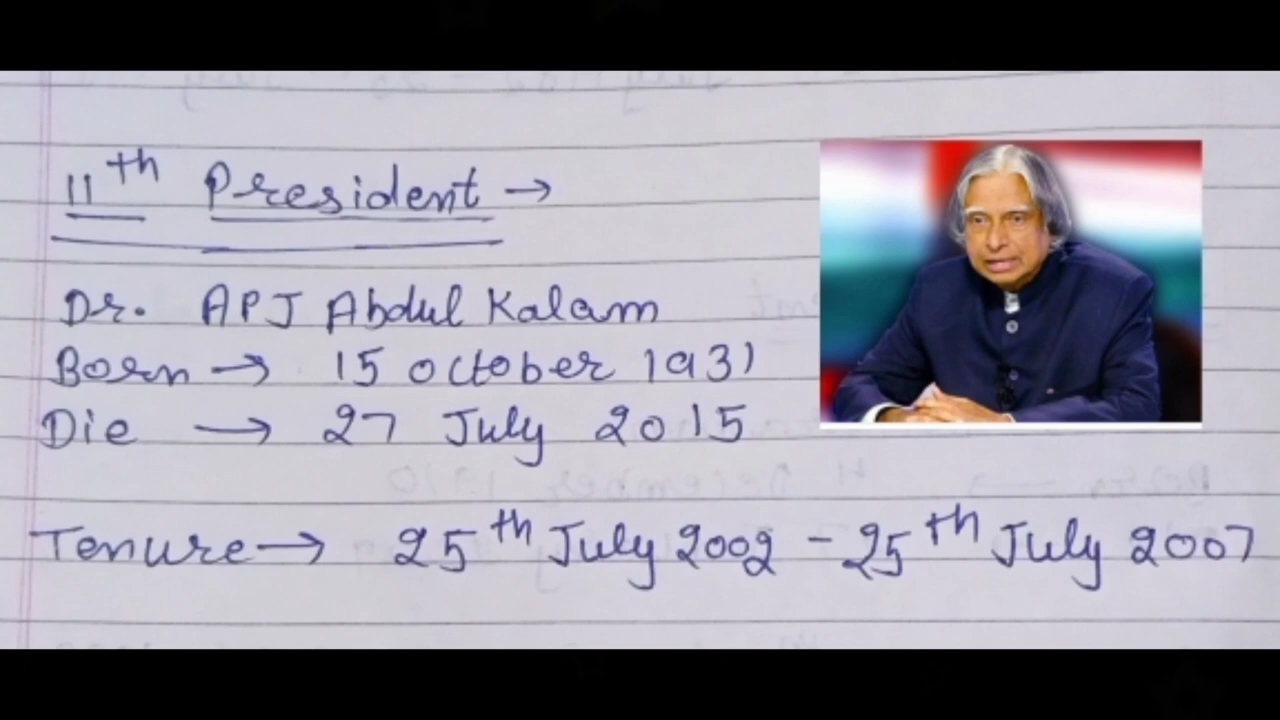 11th President →
Dr. APJ Abdul Kalam
Born → 15 October 1931
Die → 27 July 2015
Tenure → 25th July 2002 - 25th July 2007